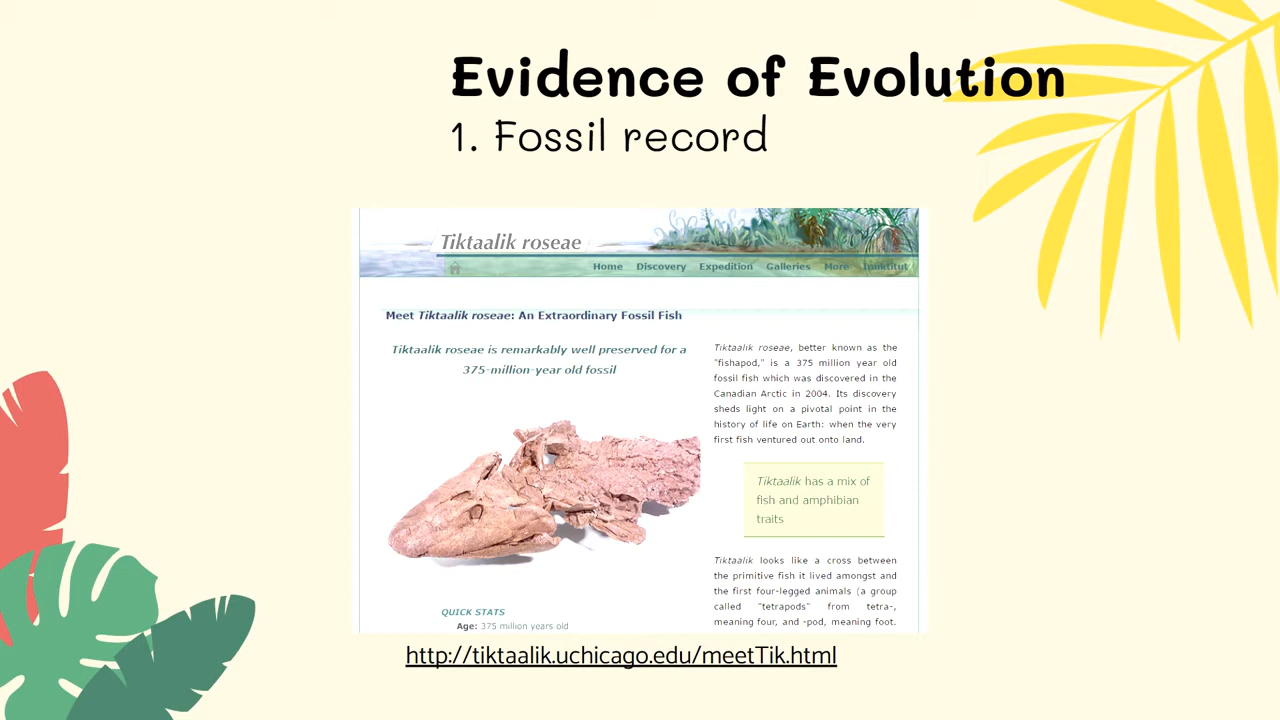 Evidence of Evolution
1. Fossil record
Tiktaalik roseae
Home Discovery Expedition Galleries More Inuktitut
Meet Tiktaalik roseae: An Extraordinary Fossil Fish
Tiktaalik roseae is remarkably well preserved for a
375-million-year old fossil
Tiktaalik roseae, better known as the
"fishapod," is a 375 million year old
fossil fish which was discovered in the
Canadian Arctic in 2004. Its discovery
sheds light on a pivotal point in the
history of life on Earth: when the very
first fish ventured out onto land.
Tiktaalik has a mix of
fish and amphibian
traits
Tiktaalik looks like a cross between
the primitive fish it lived amongst and
the first four-legged animals (a group
called "tetrapods" from tetra-,
meaning four, and -pod, meaning foot.
QUICK STATS
Age: 375 million years old
http://tiktaalik.uchicago.edu/meetTik.html